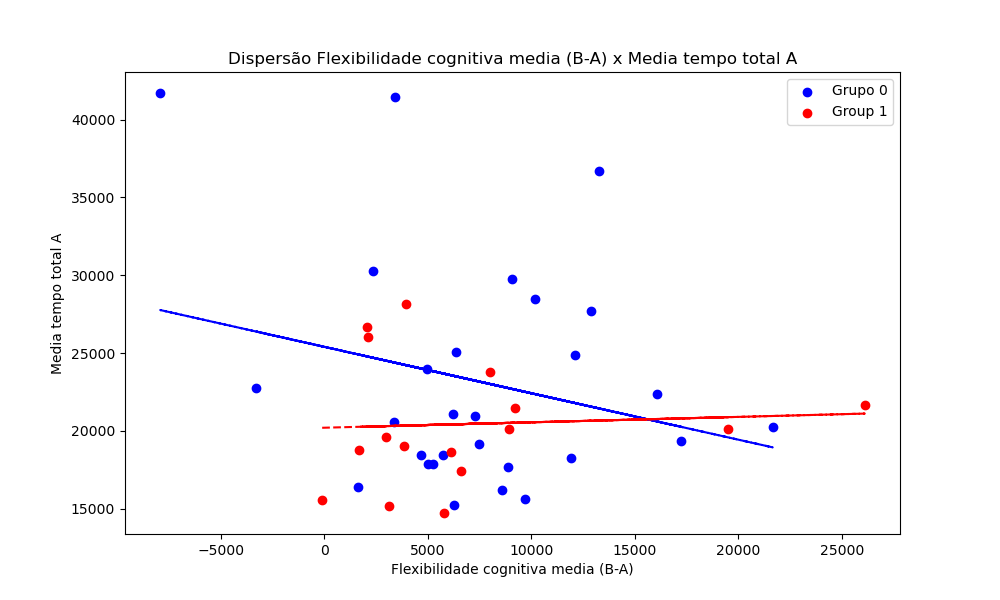 Dispersão Flexibilidade cognitiva media (B-A) x Media tempo total A
Grupo 0
Group 1
Media tempo total A
40000
35000
30000
25000
20000
15000
−5000
0
5000
10000
15000
20000
25000
Flexibilidade cognitiva media (B-A)